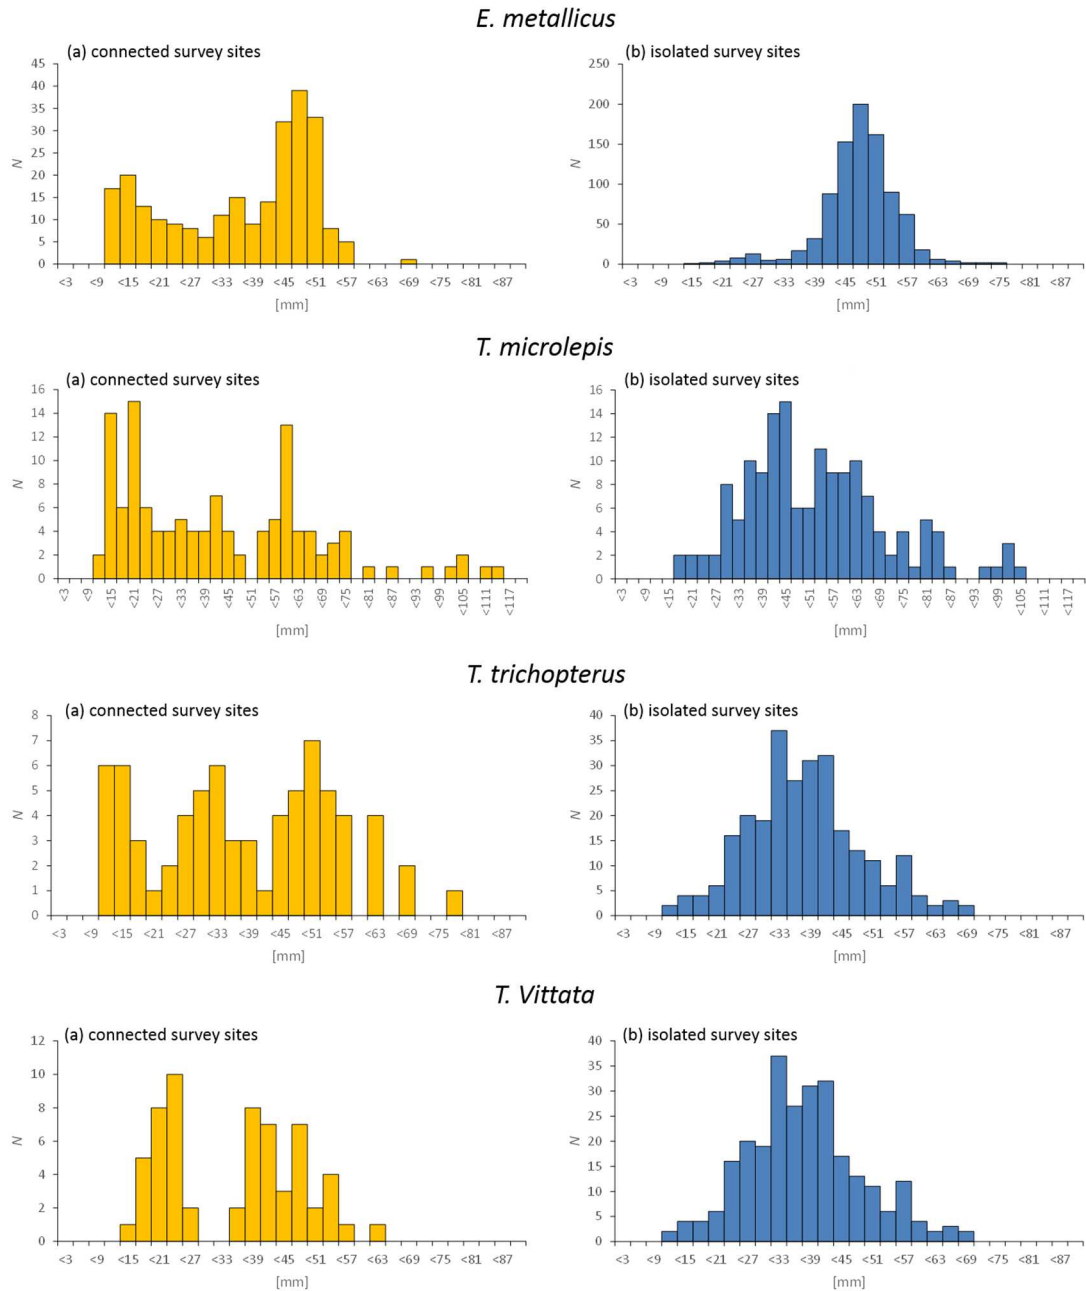 E. metallicus
(a) connected survey sites
45
40
35
30
25
20
15
10
5
0
N
<3 <9 <15 <21 <27 <33 <39 <45 <51 <57 <63 <69 <75 <81 <87
[mm]
(b) isolated survey sites
250
200
150
100
50
0
N
<3 <9 <15 <21 <27 <33 <39 <45 <51 <57 <63 <69 <75 <81 <87
[mm]
T. microlepis
(a) connected survey sites
16
14
12
10
8
6
4
2
0
N
<3 <9 <15 <21 <27 <33 <39 <45 <51 <57 <63 <69 <75 <81 <87 <93 <99 <105 <111 <117
[mm]
(b) isolated survey sites
16
14
12
10
8
6
4
2
0
N
<3 <9 <15 <21 <27 <33 <39 <45 <51 <57 <63 <69 <75 <81 <87 <93 <99 <105 <111 <117
[mm]
T. trichopterus
(a) connected survey sites
8
7
6
5
4
3
2
1
0
N
<3 <9 <15 <21 <27 <33 <39 <45 <51 <57 <63 <69 <75 <81 <87
[mm]
(b) isolated survey sites
40
35
30
25
20
15
10
5
0
N
<3 <9 <15 <21 <27 <33 <39 <45 <51 <57 <63 <69 <75 <81 <87
[mm]
T. Vittata
(a) connected survey sites
12
10
8
6
4
2
0
N
<3 <9 <15 <21 <27 <33 <39 <45 <51 <57 <63 <69 <75 <81 <87
[mm]
(b) isolated survey sites
40
35
30
25
20
15
10
5
0
N
<3 <9 <15 <21 <27 <33 <39 <45 <51 <57 <63 <69 <75 <81 <87
[mm]